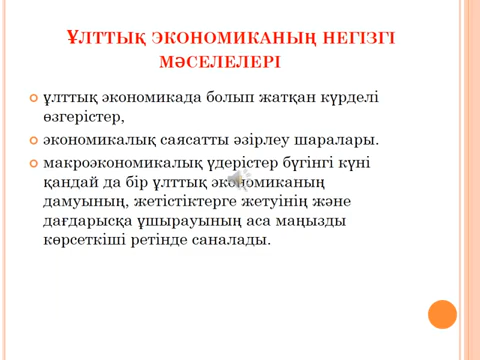 Ұлттық экономиканың негізгі
мәселелері
ұлттық экономикада болып жатқан күрделі
өзгерістер,
экономикалық саясатты әзірлеу шаралары.
макроэкономикалық үдерістер бүгінгі күні
қандай да бір ұлттық экономиканың
дамуының, жетістіктерге жетуінің және
дағдарысқа ұшырауының аса маңызды
көрсеткіші ретінде саналады.